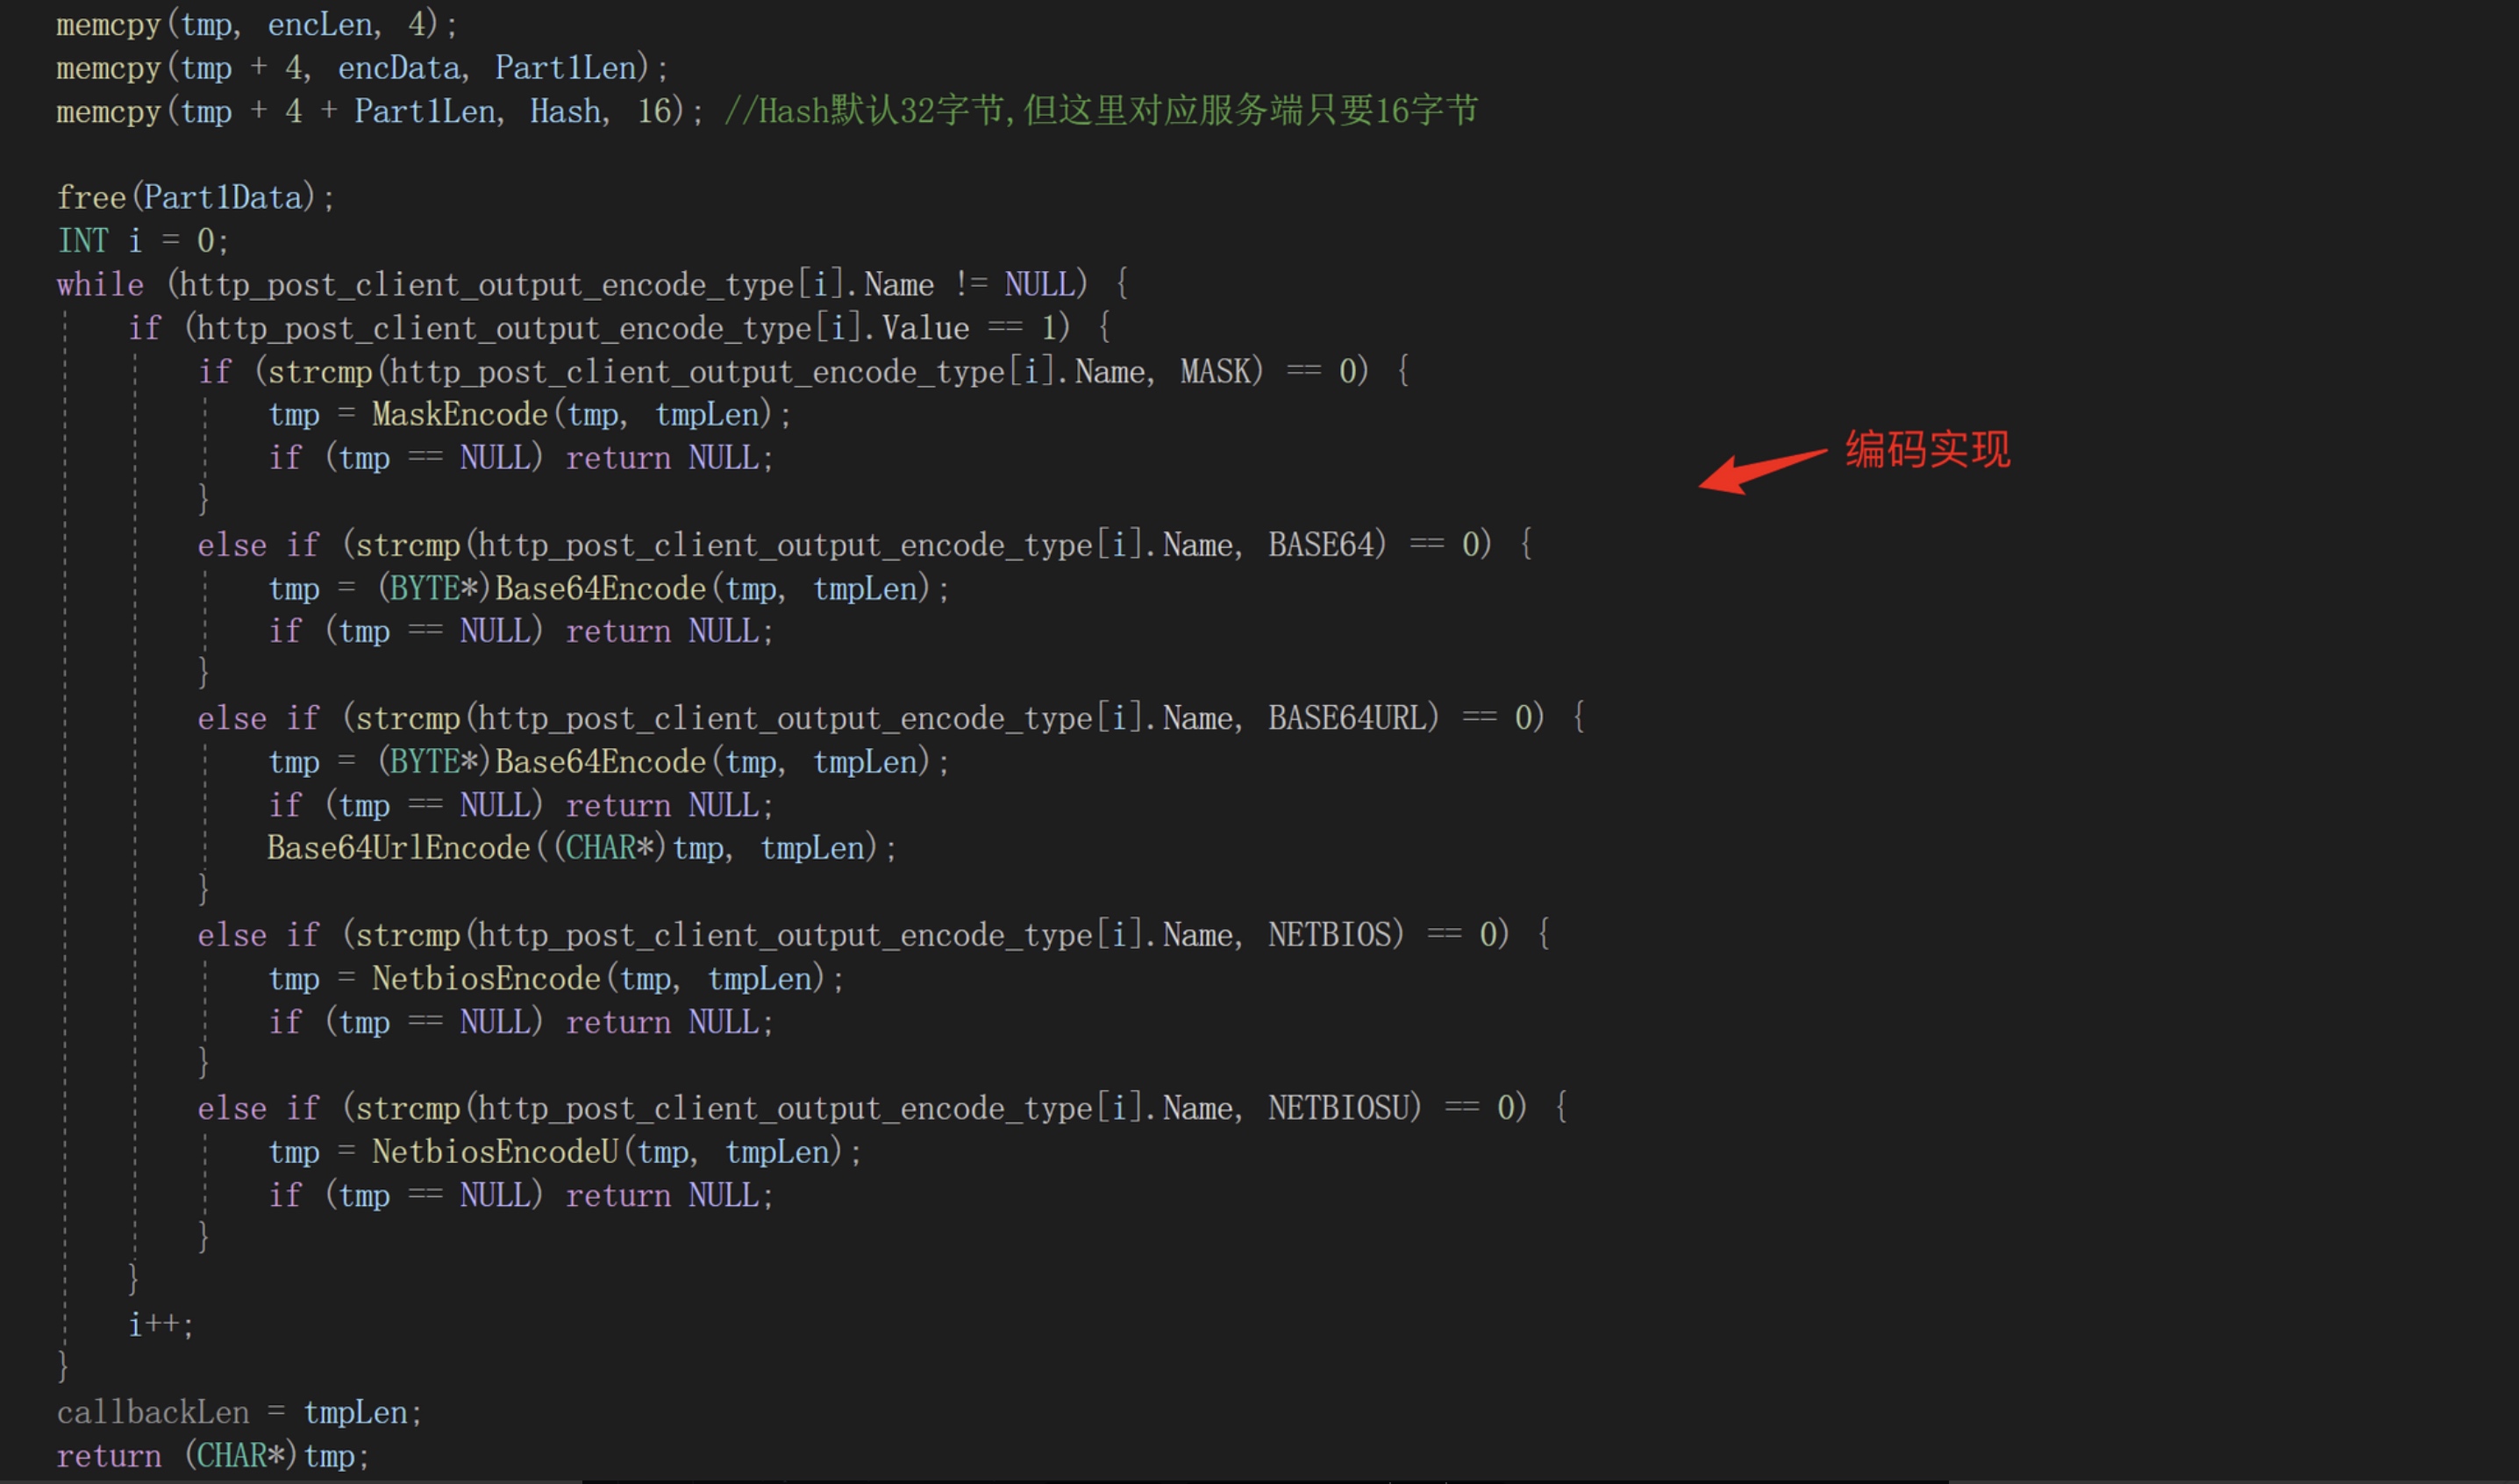 memcpy(tmp, encLen, 4);
memcpy(tmp + 4, encData, Part1Len);
memcpy(tmp + 4 + Part1Len, Hash, 16); //Hash默认32字节,但这里对应服务端只要16字节
free(Part1Data);
INT i = 0;
while (http_post_client_output_encode_type[i].Name != NULL) {
if (http_post_client_output_encode_type[i].Value == 1) {
if (strcmp(http_post_client_output_encode_type[i].Name, MASK) == 0) {
tmp = MaskEncode(tmp, tmpLen);
if (tmp == NULL) return NULL;
编码实现
}
else if (strcmp(http_post_client_output_encode_type[i].Name, BASE64) == 0) {
tmp = (BYTE*)Base64Encode(tmp, tmpLen);
if (tmp == NULL) return NULL;
}
else if (strcmp(http_post_client_output_encode_type[i].Name, BASE64URL) == 0) {
tmp = (BYTE*)Base64Encode(tmp, tmpLen);
if (tmp == NULL) return NULL;
Base64UrlEncode((CHAR*)tmp, tmpLen);
}
else if (strcmp(http_post_client_output_encode_type[i].Name, NETBIOS) == 0) {
tmp = NetbiosEncode(tmp, tmpLen);
if (tmp == NULL) return NULL;
}
else if (strcmp(http_post_client_output_encode_type[i].Name, NETBIOSU) == 0) {
tmp = NetbiosEncodeU(tmp, tmpLen);
if (tmp == NULL) return NULL;
}
}
i++;
}
callbackLen = tmpLen;
return (CHAR*)tmp;